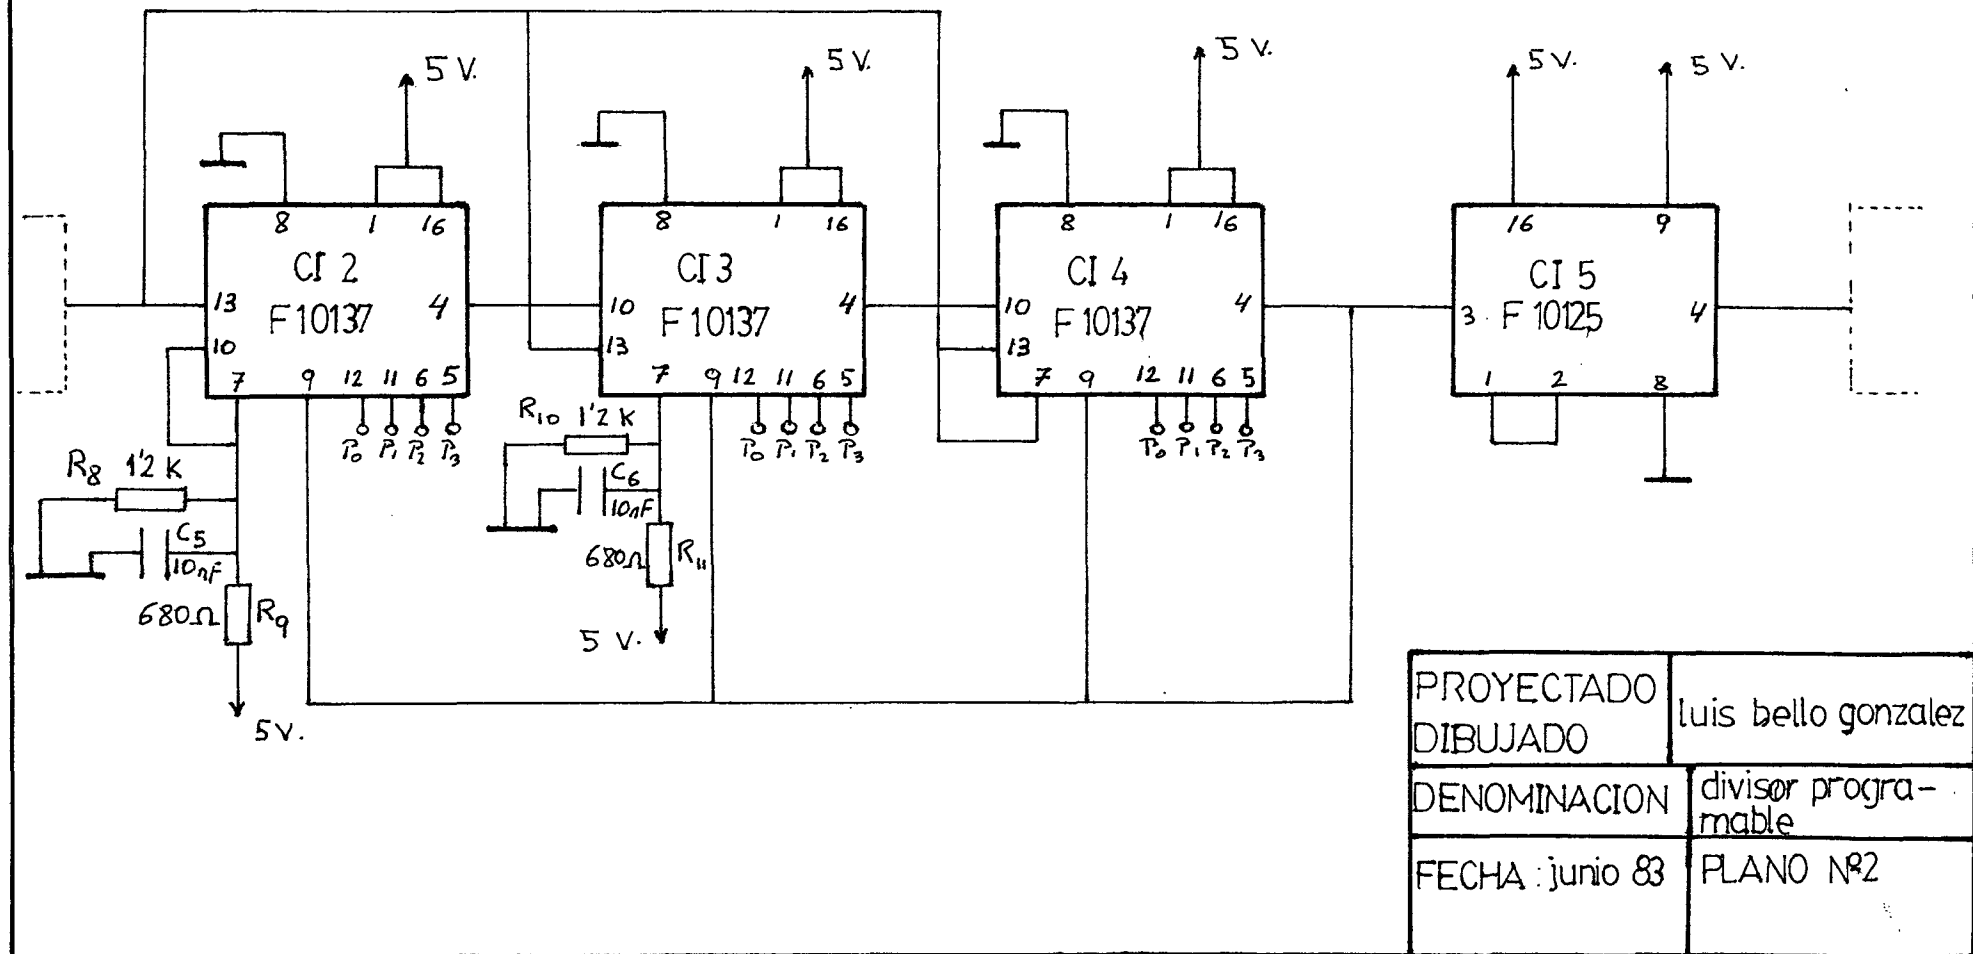 5 V.
5 V.
5 V.
5 V.
5 V.
8 1 16
CI 2
F 10137
13 4
10
7 9 12 11 6 5
P0 P1 P2 P3
8 1 16
CI 3
F 10137
10 4
13
7 9 12 11 6 5
P0 P1 P2 P3
8 1 16
CI 4
F 10137
10 4
13
7 9 12 11 6 5
P0 P1 P2 P3
16 9
CI 5
F 10125
3 4
1 2 8
R8 1'2 K
C5
10nF
680Ω R9
5 V.
R10 1'2 K
C6
10nF
680Ω R11
5 V.
PROYECTADO
DIBUJADO
luis bello gonzalez
DENOMINACION
divisor progra-
mable
FECHA : junio 83
PLANO Nº2